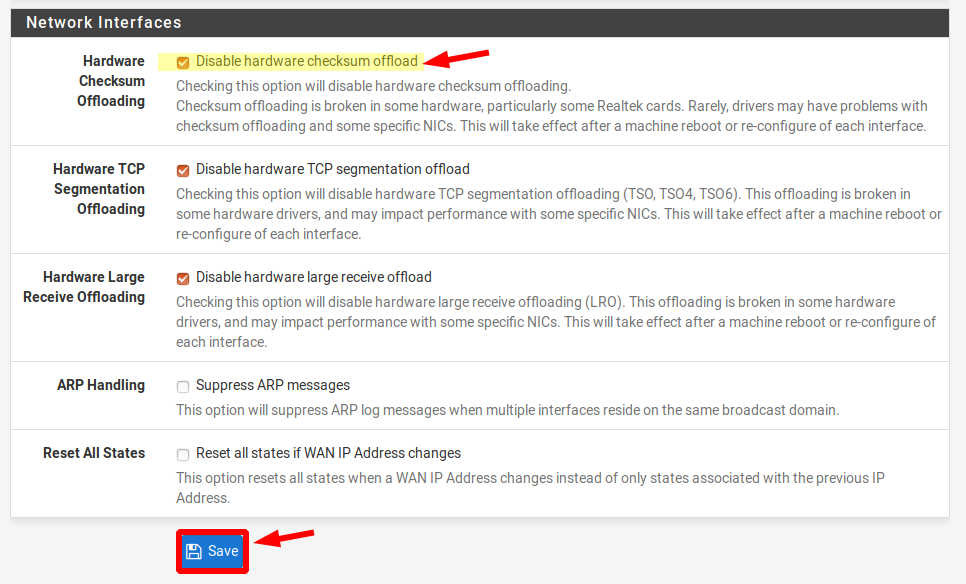 Network Interfaces
Hardware Checksum Offloading
Disable hardware checksum offload
Checking this option will disable hardware checksum offloading.
Checksum offloading is broken in some hardware, particularly some Realtek cards. Rarely, drivers may have problems with
checksum offloading and some specific NICs. This will take effect after a machine reboot or re-configure of each interface.
Hardware TCP Segmentation Offloading
Disable hardware TCP segmentation offload
Checking this option will disable hardware TCP segmentation offloading (TSO, TSO4, TSO6). This offloading is broken in
some hardware drivers, and may impact performance with some specific NICs. This will take effect after a machine reboot or
re-configure of each interface.
Hardware Large Receive Offloading
Disable hardware large receive offload
Checking this option will disable hardware large receive offloading (LRO). This offloading is broken in some hardware
drivers, and may impact performance with some specific NICs. This will take effect after a machine reboot or re-configure of
each interface.
ARP Handling
Suppress ARP messages
This option will suppress ARP log messages when multiple interfaces reside on the same broadcast domain.
Reset All States
Reset all states if WAN IP Address changes
This option resets all states when a WAN IP Address changes instead of only states associated with the previous IP
Address.
Save